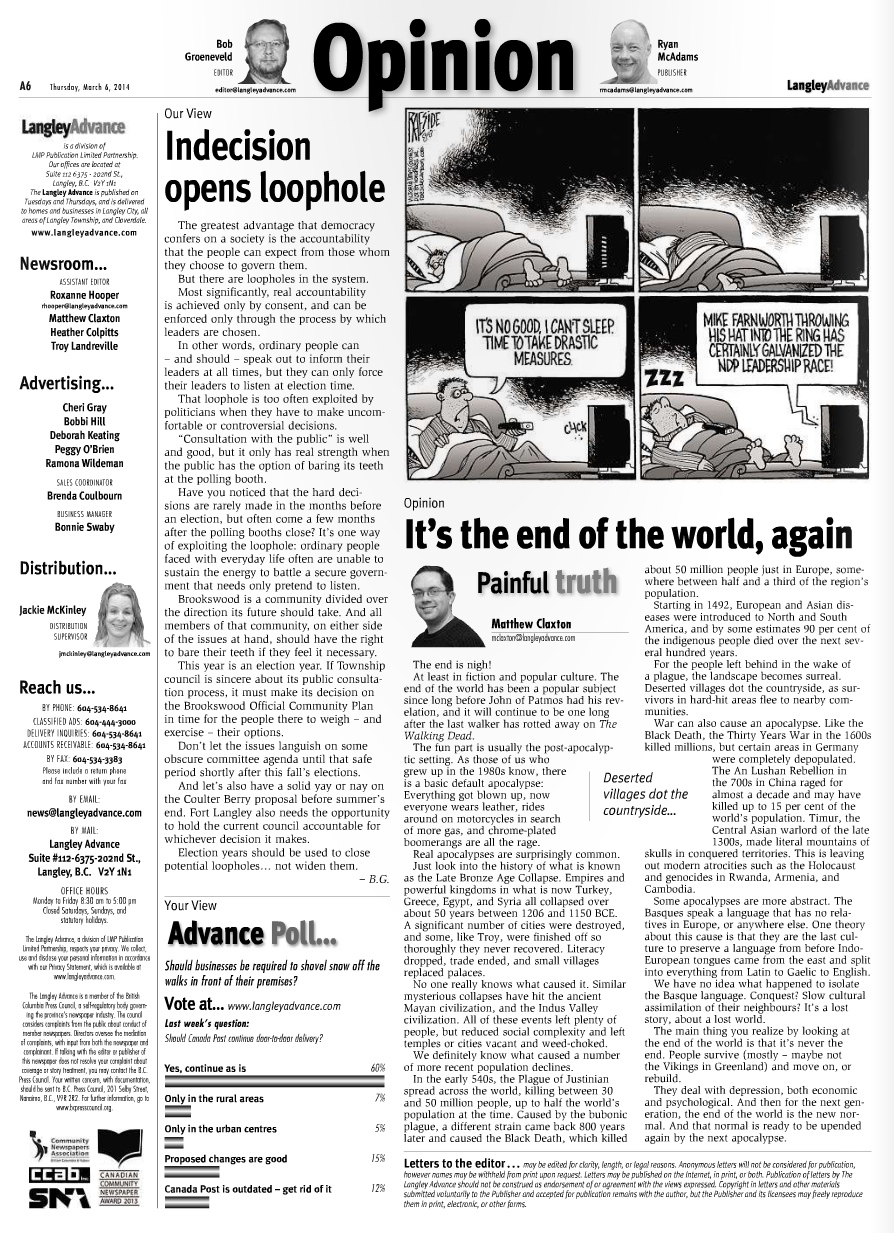 Bob
Groeneveld
EDITOR
editor@langleyadvance.com
Opinion
Ryan
McAdams
PUBLISHER
rmcadams@langleyadvance.com
A6 Thursday, March 6, 2014
LangleyAdvance
LangleyAdvance
is a division of
LMP Publication Limited Partnership.
Our offices are located at
Suite 112 6375 - 202nd St.,
Langley, B.C. V2Y 1N1
The Langley Advance is published on
Tuesdays and Thursdays, and is delivered
to homes and businesses in Langley City, all
areas of Langley Township, and Cloverdale.
www.langleyadvance.com
Newsroom...
ASSISTANT EDITOR
Roxanne Hooper
rhooper@langleyadvance.com
Matthew Claxton
Heather Colpitts
Troy Landreville
Advertising...
Cheri Gray
Bobbi Hill
Deborah Keating
Peggy O'Brien
Ramona Wildeman
SALES COORDINATOR
Brenda Coulbourn
BUSINESS MANAGER
Bonnie Swaby
Distribution...
Jackie McKinley
DISTRIBUTION
SUPERVISOR
jmckinley@langleyadvance.com
Reach us...
BY PHONE: 604-534-8641
CLASSIFIED ADS: 604-444-3000
DELIVERY INQUIRIES: 604-534-8641
ACCOUNTS RECEIVABLE: 604-534-8641
BY FAX: 604-534-3383
Please include a return phone
and fax number with your fax
BY EMAIL:
news@langleyadvance.com
BY MAIL:
Langley Advance
Suite #112-6375-202nd St.,
Langley, B.C. V2Y 1N1
OFFICE HOURS
Monday to Friday 8:30 am to 5:00 pm
Closed Saturdays, Sundays, and
statutory holidays.
The Langley Advance, a division of LMP Publication
Limited Partnership, respects your privacy. We collect,
use and disclose your personal information in accordance
with our Privacy Statement, which is available at
www.langleyadvance.com.
The Langley Advance is a member of the British
Columbia Press Council, a self-regulatory body govern-
ing the province's newspaper industry. The council
considers complaints from the public about conduct of
member newspapers. Directors oversee the mediation
of complaints, with input from both the newspaper and
complainant. If talking with the editor or publisher of
this newspaper does not resolve your complaint about
coverage or story treatment, you may contact the B.C.
Press Council. Your written concern, with documentation,
should be sent to B.C. Press Council, 201 Selby Street,
Nanaimo, B.C., V9R 2R2. For further information, go to
www.bcpresscouncil.org.
Community
Newspapers
Association
ccab
SNA
CANADIAN
COMMUNITY
NEWSPAPER
AWARD 2013
Our View
Indecision
opens loophole
The greatest advantage that democracy
confers on a society is the accountability
that the people can expect from those whom
they choose to govern them.
But there are loopholes in the system.
Most significantly, real accountability
is achieved only by consent, and can be
enforced only through the process by which
leaders are chosen.
In other words, ordinary people can
– and should – speak out to inform their
leaders at all times, but they can only force
their leaders to listen at election time.
That loophole is too often exploited by
politicians when they have to make uncom-
fortable or controversial decisions.
"Consultation with the public" is well
and good, but it only has real strength when
the public has the option of baring its teeth
at the polling booth.
Have you noticed that the hard deci-
sions are rarely made in the months before
an election, but often come a few months
after the polling booths close? It's one way
of exploiting the loophole: ordinary people
faced with everyday life often are unable to
sustain the energy to battle a secure govern-
ment that needs only pretend to listen.
Brookswood is a community divided over
the direction its future should take. And all
members of that community, on either side
of the issues at hand, should have the right
to bare their teeth if they feel it necessary.
This year is an election year. If Township
council is sincere about its public consulta-
tion process, it must make its decision on
the Brookswood Official Community Plan
in time for the people there to weigh – and
exercise – their options.
Don't let the issues languish on some
obscure committee agenda until that safe
period shortly after this fall's elections.
And let's also have a solid yay or nay on
the Coulter Berry proposal before summer's
end. Fort Langley also needs the opportunity
to hold the current council accountable for
whichever decision it makes.
Election years should be used to close
potential loopholes... not widen them.
– B.G.
Your View
Advance Poll...
Should businesses be required to shovel snow off the
walks in front of their premises?
Vote at... www.langleyadvance.com
Last week's question:
Should Canada Post continue door-to-door delivery?
Yes, continue as is 60%
Only in the rural areas 7%
Only in the urban centres 5%
Proposed changes are good 15%
Canada Post is outdated – get rid of it 12%
RAESIDE
IT'S NO GOOD, I CAN'T SLEEP.
TIME TO TAKE DRASTIC
MEASURES.
CLICK
MIKE FARNWORTH THROWING
HIS HAT INTO THE RING HAS
CERTAINLY GALVANIZED THE
NDP LEADERSHIP RACE!
ZZZ
Opinion
It's the end of the world, again
Painful truth
Matthew Claxton
mclaxton@langleyadvance.com
The end is nigh!
At least in fiction and popular culture. The
end of the world has been a popular subject
since long before John of Patmos had his rev-
elation, and it will continue to be one long
after the last walker has rotted away on The
Walking Dead.
The fun part is usually the post-apocalyp-
tic setting. As those of us who
grew up in the 1980s know, there
is a basic default apocalypse:
Everything got blown up, now
everyone wears leather, rides
around on motorcycles in search
of more gas, and chrome-plated
boomerangs are all the rage.
Real apocalypses are surprisingly common.
Just look into the history of what is known
as the Late Bronze Age Collapse. Empires and
powerful kingdoms in what is now Turkey,
Greece, Egypt, and Syria all collapsed over
about 50 years between 1206 and 1150 BCE.
A significant number of cities were destroyed,
and some, like Troy, were finished off so
thoroughly they never recovered. Literacy
dropped, trade ended, and small villages
replaced palaces.
No one really knows what caused it. Similar
mysterious collapses have hit the ancient
Mayan civilization, and the Indus Valley
civilization. All of these events left plenty of
people, but reduced social complexity and left
temples or cities vacant and weed-choked.
We definitely know what caused a number
of more recent population declines.
In the early 540s, the Plague of Justinian
spread across the world, killing between 30
and 50 million people, up to half the world's
population at the time. Caused by the bubonic
plague, a different strain came back 800 years
later and caused the Black Death, which killed
Deserted
villages dot the
countryside...
about 50 million people just in Europe, some-
where between half and a third of the region's
population.
Starting in 1492, European and Asian dis-
eases were introduced to North and South
America, and by some estimates 90 per cent of
the indigenous people died over the next sev-
eral hundred years.
For the people left behind in the wake of
a plague, the landscape becomes surreal.
Deserted villages dot the countryside, as sur-
vivors in hard-hit areas flee to nearby com-
munities.
War can also cause an apocalypse. Like the
Black Death, the Thirty Years War in the 1600s
killed millions, but certain areas in Germany
were completely depopulated.
The An Lushan Rebellion in
the 700s in China raged for
almost a decade and may have
killed up to 15 per cent of the
world's population. Timur, the
Central Asian warlord of the late
1300s, made literal mountains of
skulls in conquered territories. This is leaving
out modern atrocities such as the Holocaust
and genocides in Rwanda, Armenia, and
Cambodia.
Some apocalypses are more abstract. The
Basques speak a language that has no rela-
tives in Europe, or anywhere else. One theory
about this cause is that they are the last cul-
ture to preserve a language from before Indo-
European tongues came from the east and split
into everything from Latin to Gaelic to English.
We have no idea what happened to isolate
the Basque language. Conquest? Slow cultural
assimilation of their neighbours? It's a lost
story, about a lost world.
The main thing you realize by looking at
the end of the world is that it's never the
end. People survive (mostly – maybe not
the Vikings in Greenland) and move on, or
rebuild.
They deal with depression, both economic
and psychological. And then for the next gen-
eration, the end of the world is the new nor-
mal. And that normal is ready to be upended
again by the next apocalypse.
Letters to the editor... may be edited for clarity, length, or legal reasons. Anonymous letters will not be considered for publication,
however names may be withheld from print upon request. Letters may be published on the Internet, in print, or both. Publication of letters by The
Langley Advance should not be construed as endorsement of or agreement with the views expressed. Copyright in letters and other materials
submitted voluntarily to the Publisher and accepted for publication remains with author, but the Publisher and its licensees may freely reproduce
them in print, electronic, or other forms.